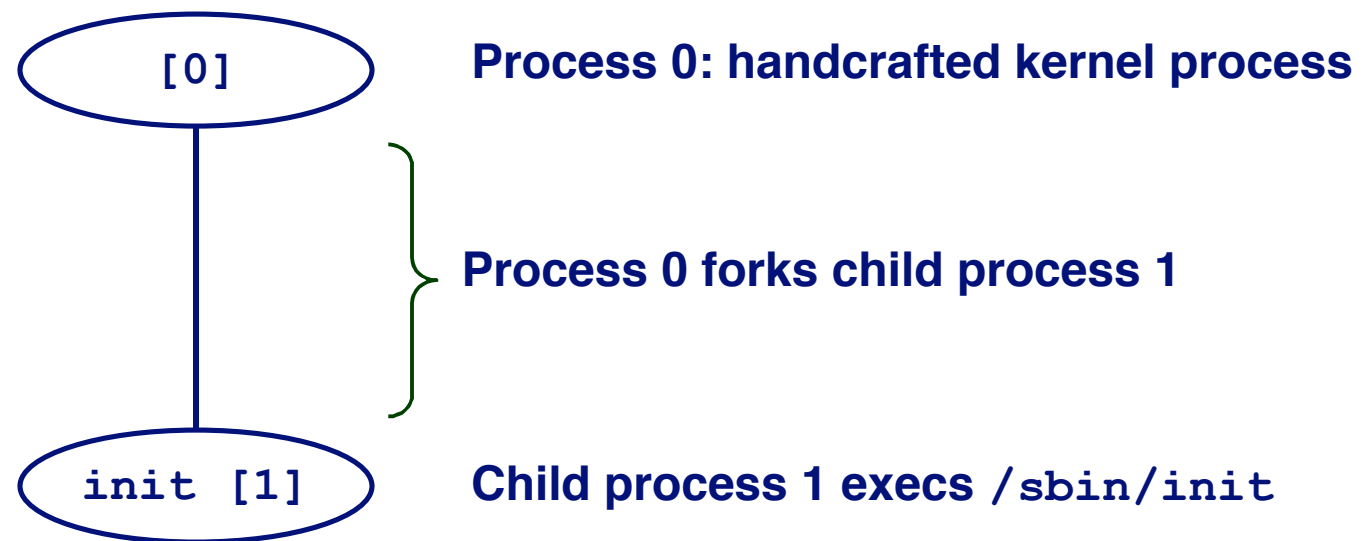 [0]
Process 0: handcrafted kernel process
Process 0 forks child process 1
init [1]
Child process 1 execs /sbin/init